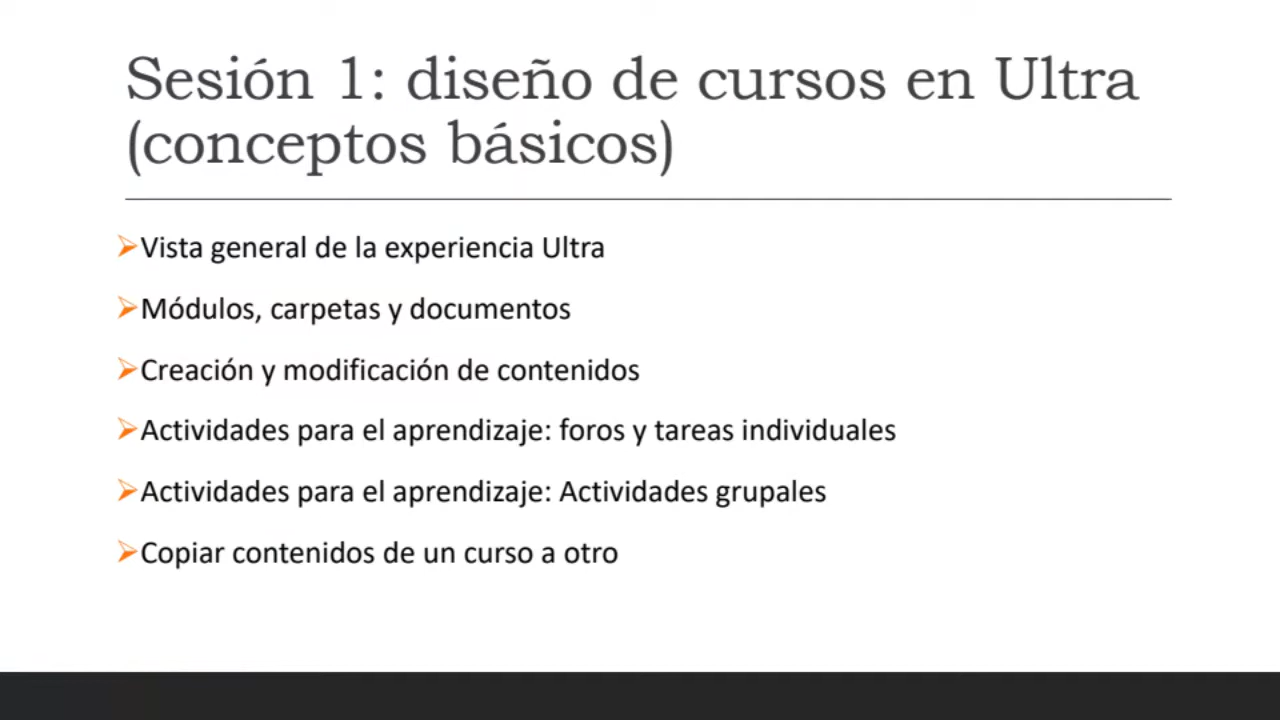 Sesión 1: diseño de cursos en Ultra
(conceptos básicos)
Vista general de la experiencia Ultra
Módulos, carpetas y documentos
Creación y modificación de contenidos
Actividades para el aprendizaje: foros y tareas individuales
Actividades para el aprendizaje: Actividades grupales
Copiar contenidos de un curso a otro